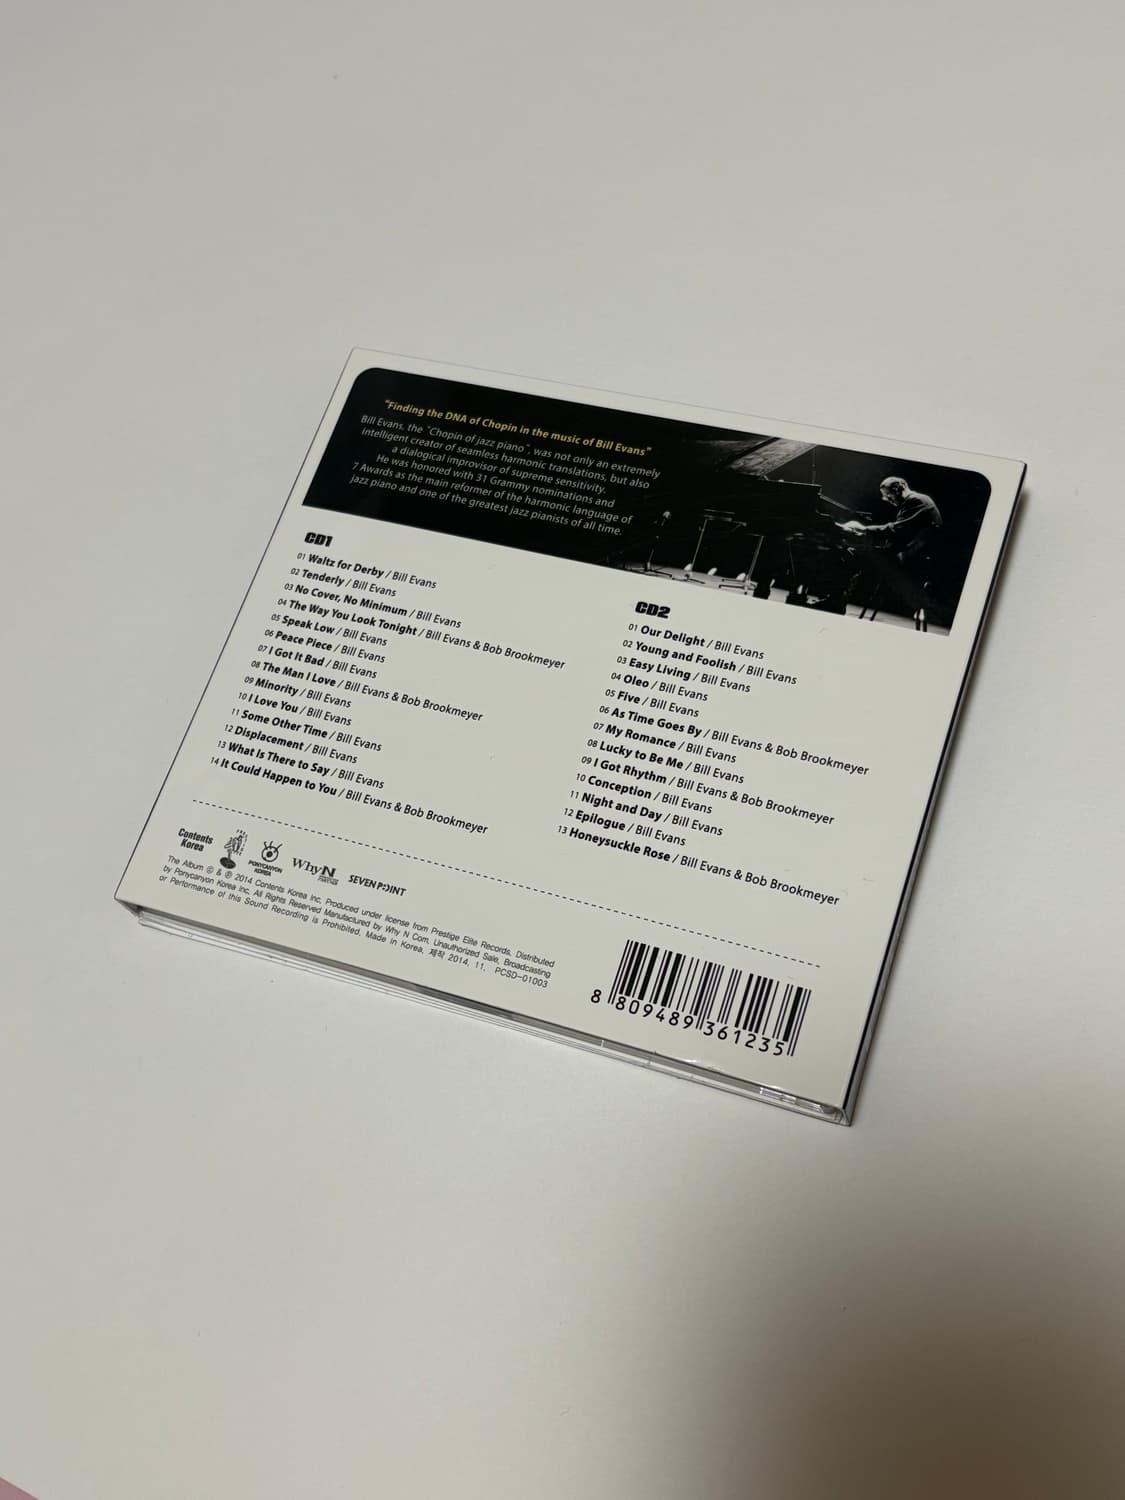 "Finding the DNA of Chopin in the music of Bill Evans"
Bill Evans, the "Chopin of jazz piano", was not only an extremely
intelligent creator of seamless harmonic translations, but also
a dialogical improvisor of supreme sensitivity.
He was honored with 31 Grammy nominations and
7 Awards as the main reformer of the harmonic language of
jazz piano and one of the greatest jazz pianists of all time.
CD1
01 Waltz for Derby / Bill Evans
02 Tenderly / Bill Evans
03 No Cover, No Minimum / Bill Evans
04 The Way You Look Tonight / Bill Evans & Bob Brookmeyer
05 Speak Low / Bill Evans
06 Peace Piece / Bill Evans
07 I Got It Bad / Bill Evans
08 The Man I Love / Bill Evans & Bob Brookmeyer
09 Minority / Bill Evans
10 I Love You / Bill Evans
11 Some Other Time / Bill Evans
12 Displacement / Bill Evans
13 What Is There to Say / Bill Evans
14 It Could Happen to You / Bill Evans & Bob Brookmeyer
CD2
01 Our Delight / Bill Evans
02 Young and Foolish / Bill Evans
03 Easy Living / Bill Evans
04 Oleo / Bill Evans
05 Five / Bill Evans
06 As Time Goes By / Bill Evans & Bob Brookmeyer
07 My Romance / Bill Evans
08 Lucky to Be Me / Bill Evans
09 I Got Rhythm / Bill Evans & Bob Brookmeyer
10 Conception / Bill Evans
11 Night and Day / Bill Evans
12 Epilogue / Bill Evans
13 Honeysuckle Rose / Bill Evans & Bob Brookmeyer
Contents
Korea
PONYCANYON
KOREA
WhyN
SEVEN POINT
The Album © & ℗ 2014 Contents Korea Inc, Produced under license from Prestige Elite Records, Distributed
by Ponycanyon Korea Inc, All Rights Reserved Manufactured by Why N Com, Unauthorized Sale, Broadcasting
or Performance of this Sound Recording is Prohibited, Made in Korea, 제작 2014, 11, PCSD-01003
8 809489 361235